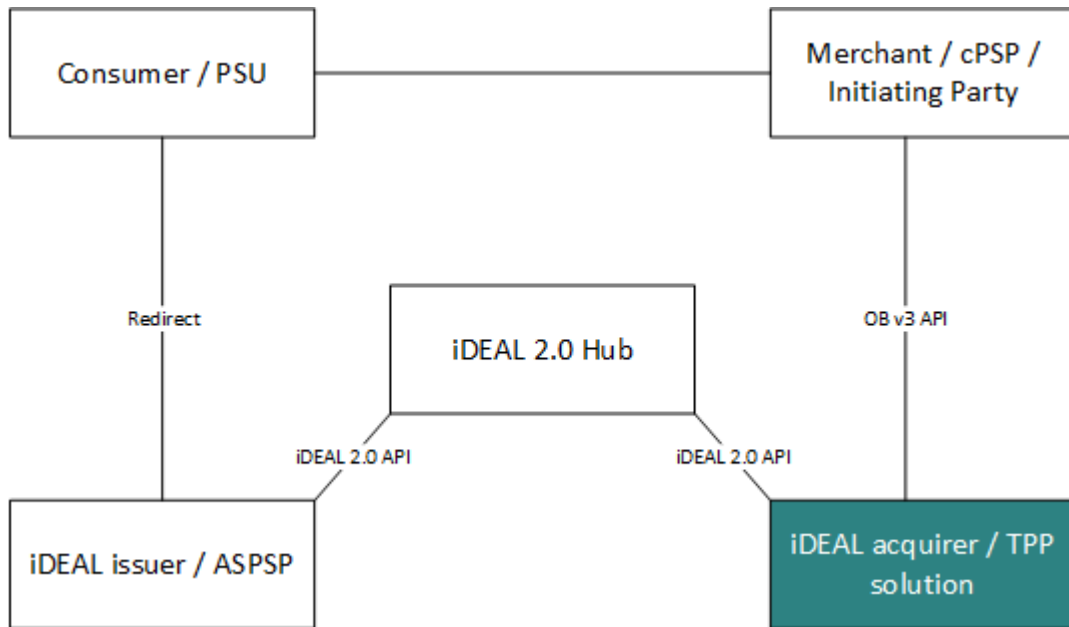 Consumer / PSU
Merchant / cPSP /
Initiating Party
Redirect
OB v3 API
iDEAL 2.0 Hub
iDEAL 2.0 API
iDEAL 2.0 API
iDEAL issuer / ASPSP
iDEAL acquirer / TPP
solution